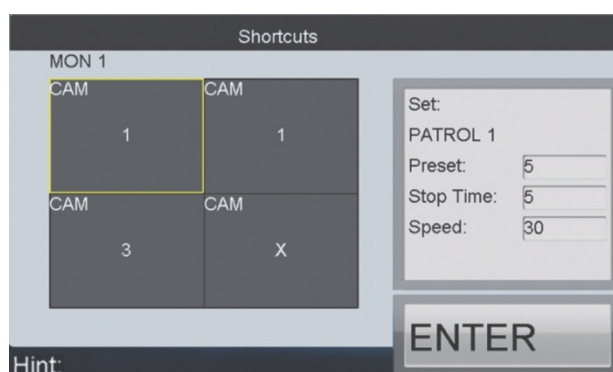 Shortcuts
MON 1
CAM
1
CAM
1
CAM
3
CAM
X
Set:
PATROL 1
Preset: 5
Stop Time: 5
Speed: 30
ENTER
Hint: